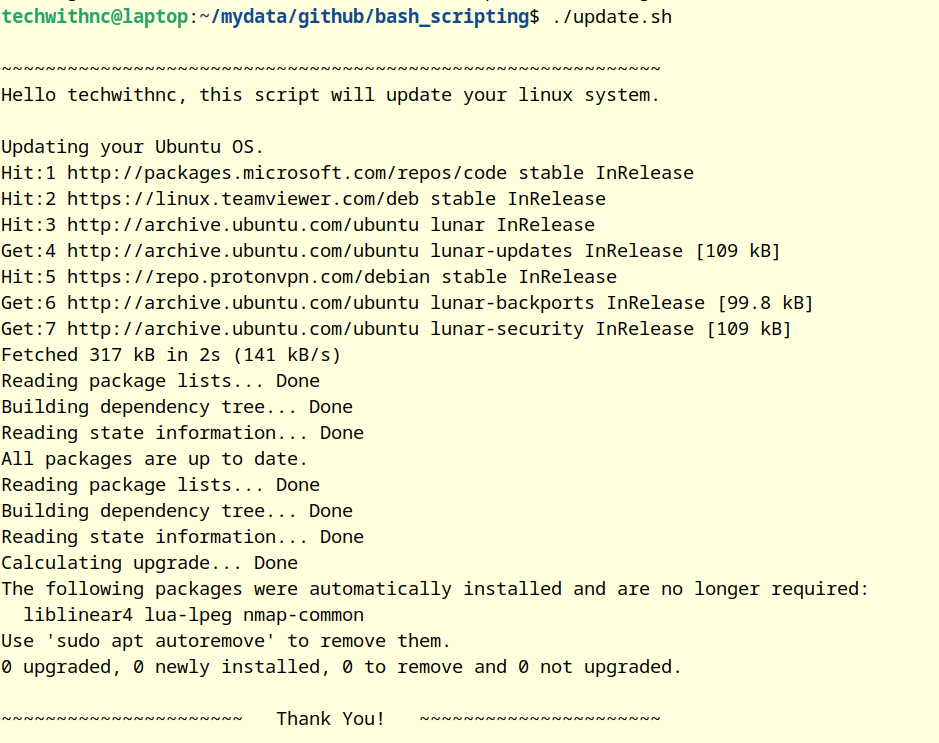 techwithnc@laptop:~/mydata/github/bash_scripting$ ./update.sh
~~~~~~~~~~~~~~~~~~~~~~~~~~~~~~~~~~~~~~~~~~~~~~~~~~~~~~~~~~~~
Hello techwithnc, this script will update your linux system.
Updating your Ubuntu OS.
Hit:1 http://packages.microsoft.com/repos/code stable InRelease
Hit:2 https://linux.teamviewer.com/deb stable InRelease
Hit:3 http://archive.ubuntu.com/ubuntu lunar InRelease
Get:4 http://archive.ubuntu.com/ubuntu lunar-updates InRelease [109 kB]
Hit:5 https://repo.protonvpn.com/debian stable InRelease
Get:6 http://archive.ubuntu.com/ubuntu lunar-backports InRelease [99.8 kB]
Get:7 http://archive.ubuntu.com/ubuntu lunar-security InRelease [109 kB]
Fetched 317 kB in 2s (141 kB/s)
Reading package lists... Done
Building dependency tree... Done
Reading state information... Done
All packages are up to date.
Reading package lists... Done
Building dependency tree... Done
Reading state information... Done
Calculating upgrade... Done
The following packages were automatically installed and are no longer required:
  liblinear4 lua-lpeg nmap-common
Use 'sudo apt autoremove' to remove them.
0 upgraded, 0 newly installed, 0 to remove and 0 not upgraded.
~~~~~~~~~~~~~~~~~~~~~~   Thank You!   ~~~~~~~~~~~~~~~~~~~~~~